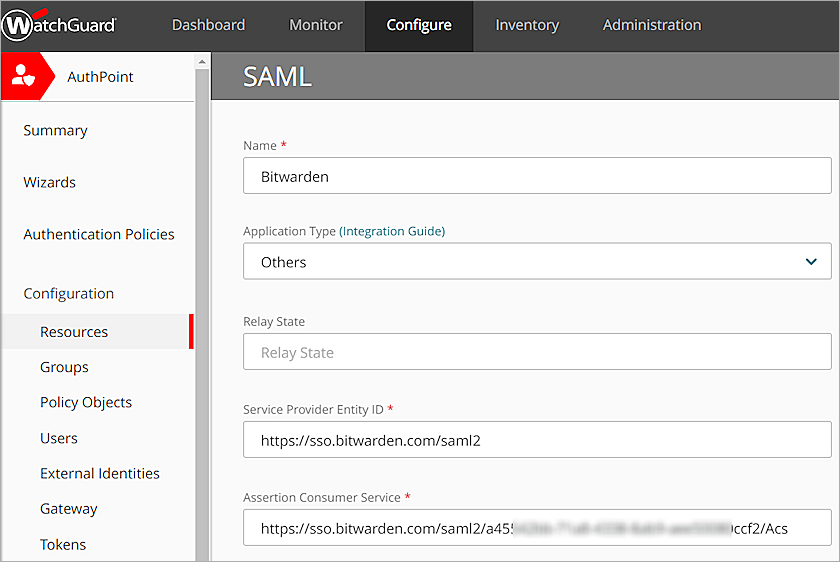 WatchGuard Dashboard Monitor Configure Inventory Administration
AuthPoint
Summary
Wizards
Authentication Policies
Configuration
Resources
Groups
Policy Objects
Users
External Identities
Gateway
Tokens
SAML
Name *
Bitwarden
Application Type (Integration Guide)
Others
Relay State
Relay State
Service Provider Entity ID *
https://sso.bitwarden.com/saml2
Assertion Consumer Service *
https://sso.bitwarden.com/saml2/a45 ccf2/Acs